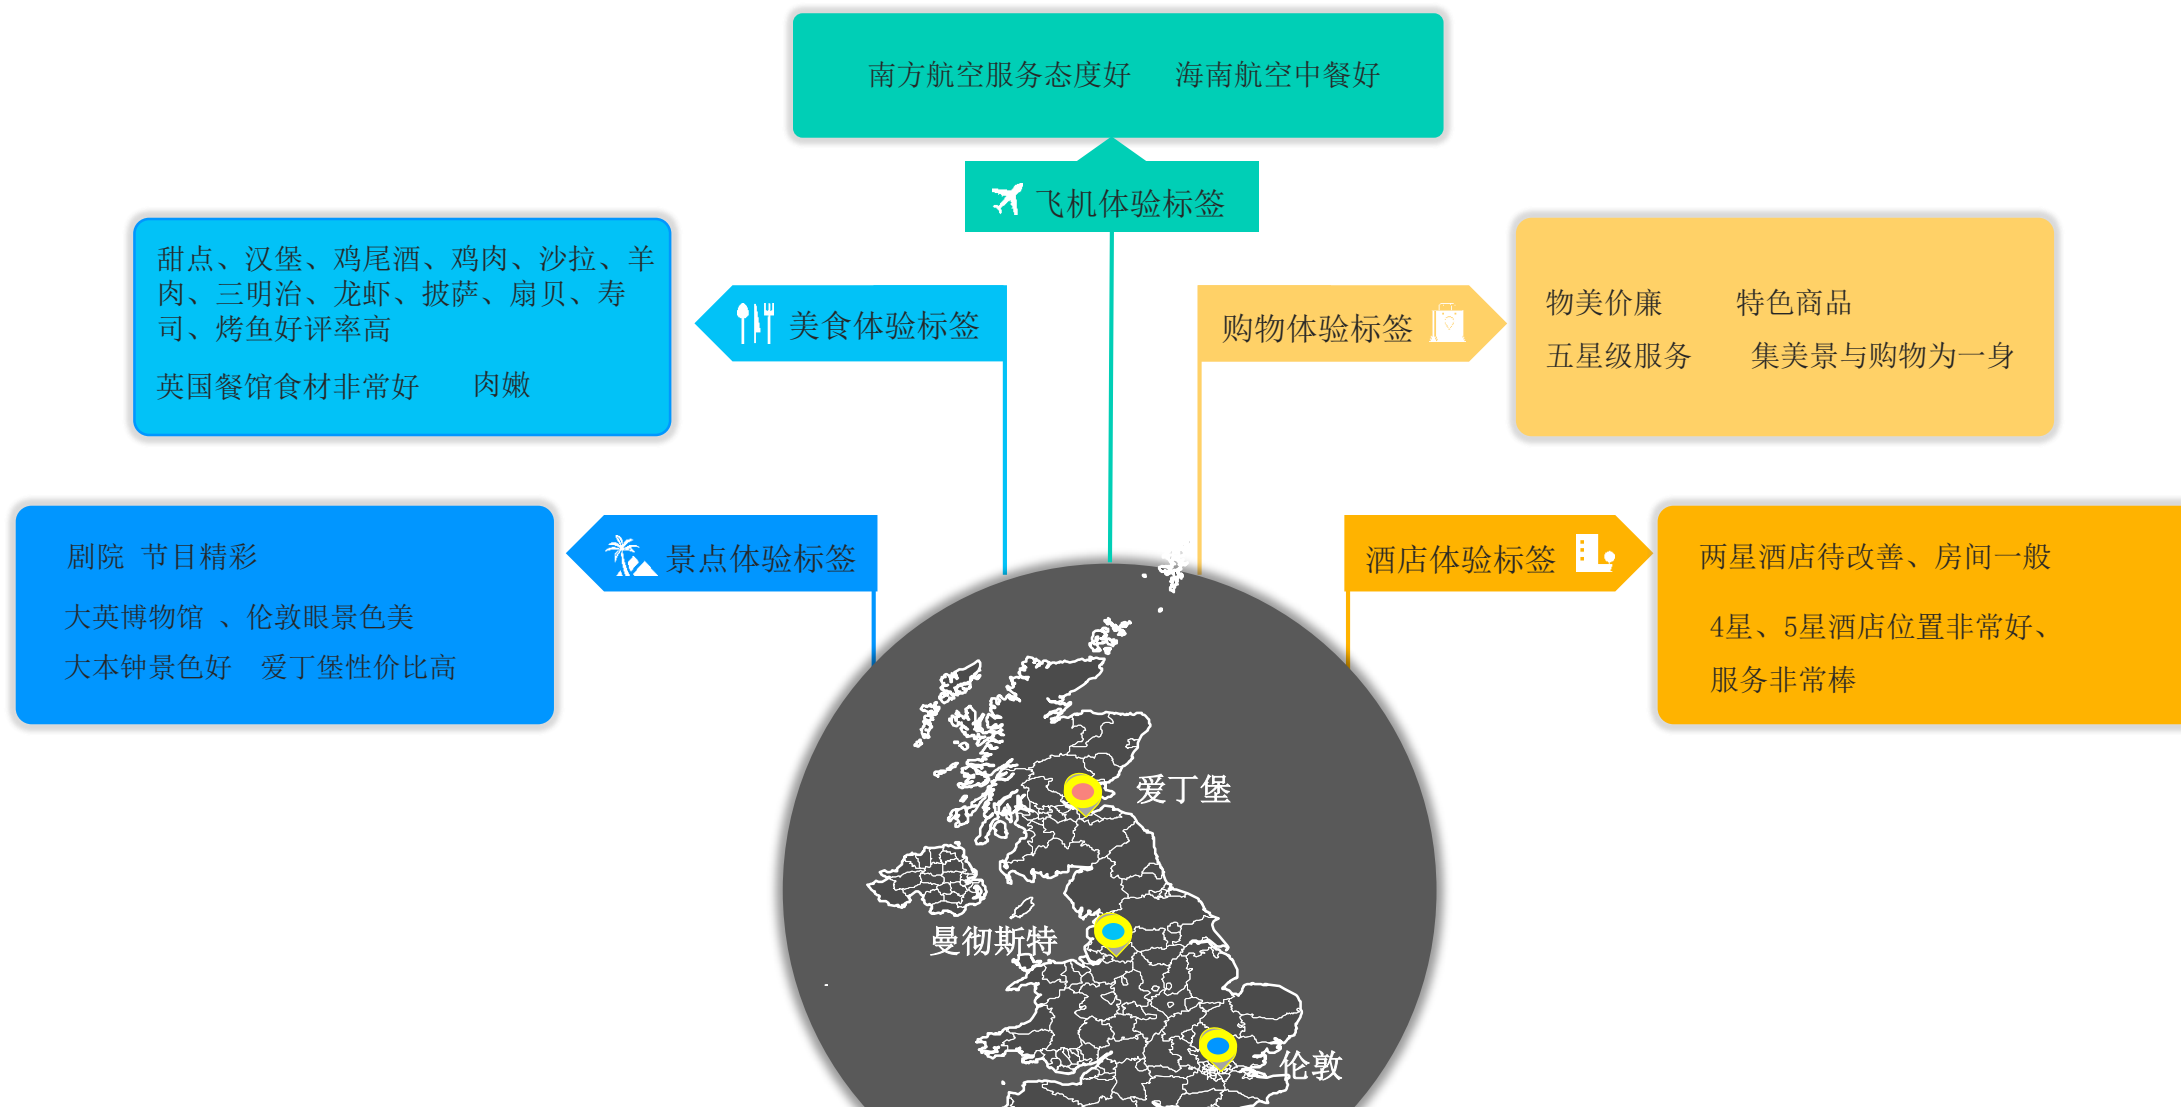 南方航空服务态度好 海南航空中餐好
飞机体验标签
甜点、汉堡、鸡尾酒、鸡肉、沙拉、羊
肉、三明治、龙虾、披萨、扇贝、寿
司、烤鱼好评率高
英国餐馆食材非常好 肉嫩
美食体验标签
购物体验标签
物美价廉 特色商品
五星级服务 集美景与购物为一身
剧院 节目精彩
大英博物馆 、伦敦眼景色美
大本钟景色好 爱丁堡性价比高
景点体验标签
酒店体验标签
两星酒店待改善、房间一般
4星、5星酒店位置非常好、
服务非常棒
爱丁堡
曼彻斯特
伦敦